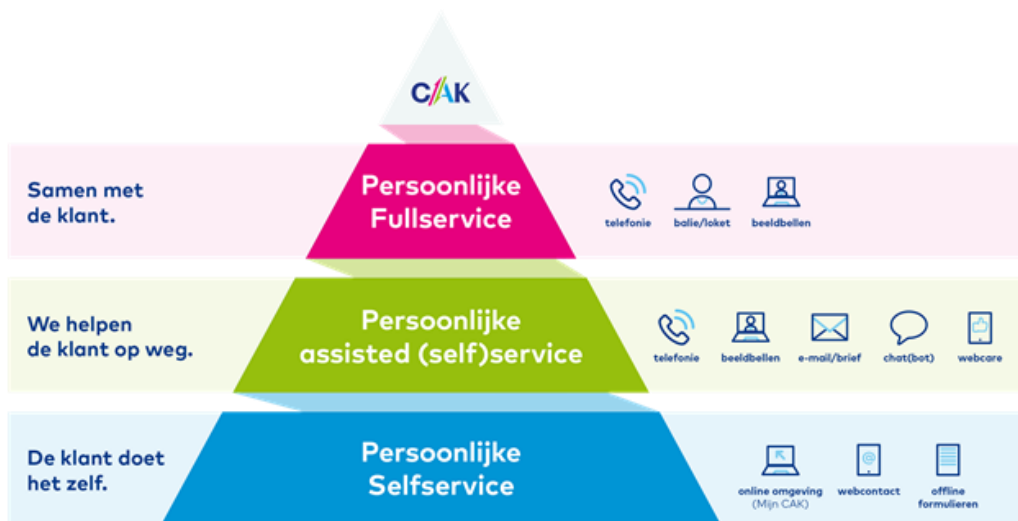 CAK
Samen met
de klant.
Persoonlijke
Fullservice
telefonie
balie/loket
beeldbellen
We helpen
de klant op weg.
Persoonlijke
assisted (self)service
telefonie
beeldbellen
e-mail/brief
chat(bot)
webcare
De klant doet
het zelf.
Persoonlijke
Selfservice
online omgeving
(Mijn CAK)
webcontact
offline
formulieren